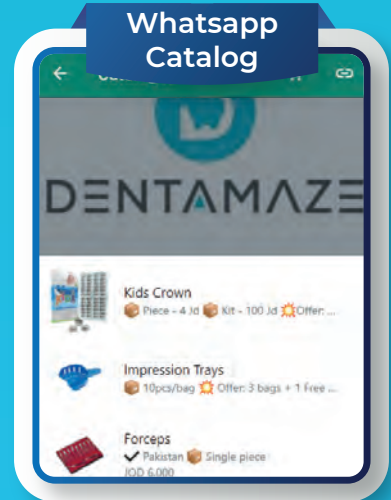 Whatsapp
Catalog
DENTAMAZE
Kids Crown
📦 Piece - 4 Jd 📦 Kit - 100 Jd 💥Offer: ...
Impression Trays
📦 10pcs/bag 💥 Offer: 3 bags + 1 Free ...
Forceps
✔ Pakistan 📦 Single piece
JOD 6.000